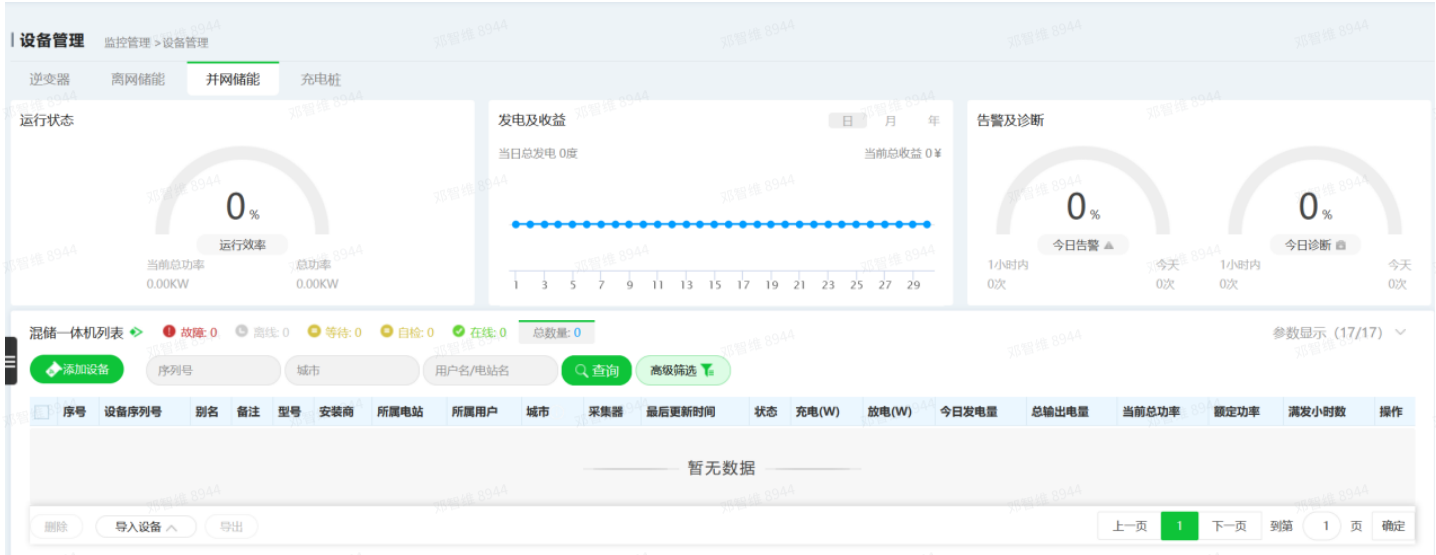 设备管理 监控管理 >设备管理
逆变器 离网储能 并网储能 充电桩
运行状态
0 %
运行效率
当前总功率 总功率
0.00KW 0.00KW
发电及收益 日 月 年
当日总发电 0度 当前总收益 0¥
1 3 5 7 9 11 13 15 17 19 21 23 25 27 29
告警及诊断
0 % 0 %
今日告警 今日诊断
1小时内 今天 1小时内 今天
0次 0次 0次 0次
混储一体机列表 故障: 0 离线: 0 等待: 0 自检: 0 在线: 0 总数量: 0 参数显示（17/17）
添加设备 序列号 城市 用户名/电站名 查询 高级筛选
序号 设备序列号 别名 备注 型号 安装商 所属电站 所属用户 城市 采集器 最后更新时间 状态 充电(W) 放电(W) 今日发电量 总输出电量 当前总功率 额定功率 满发小时数 操作
暂无数据
删除 导入设备 导出 上一页 1 下一页 到第 1 页 确定
邓智维 8944